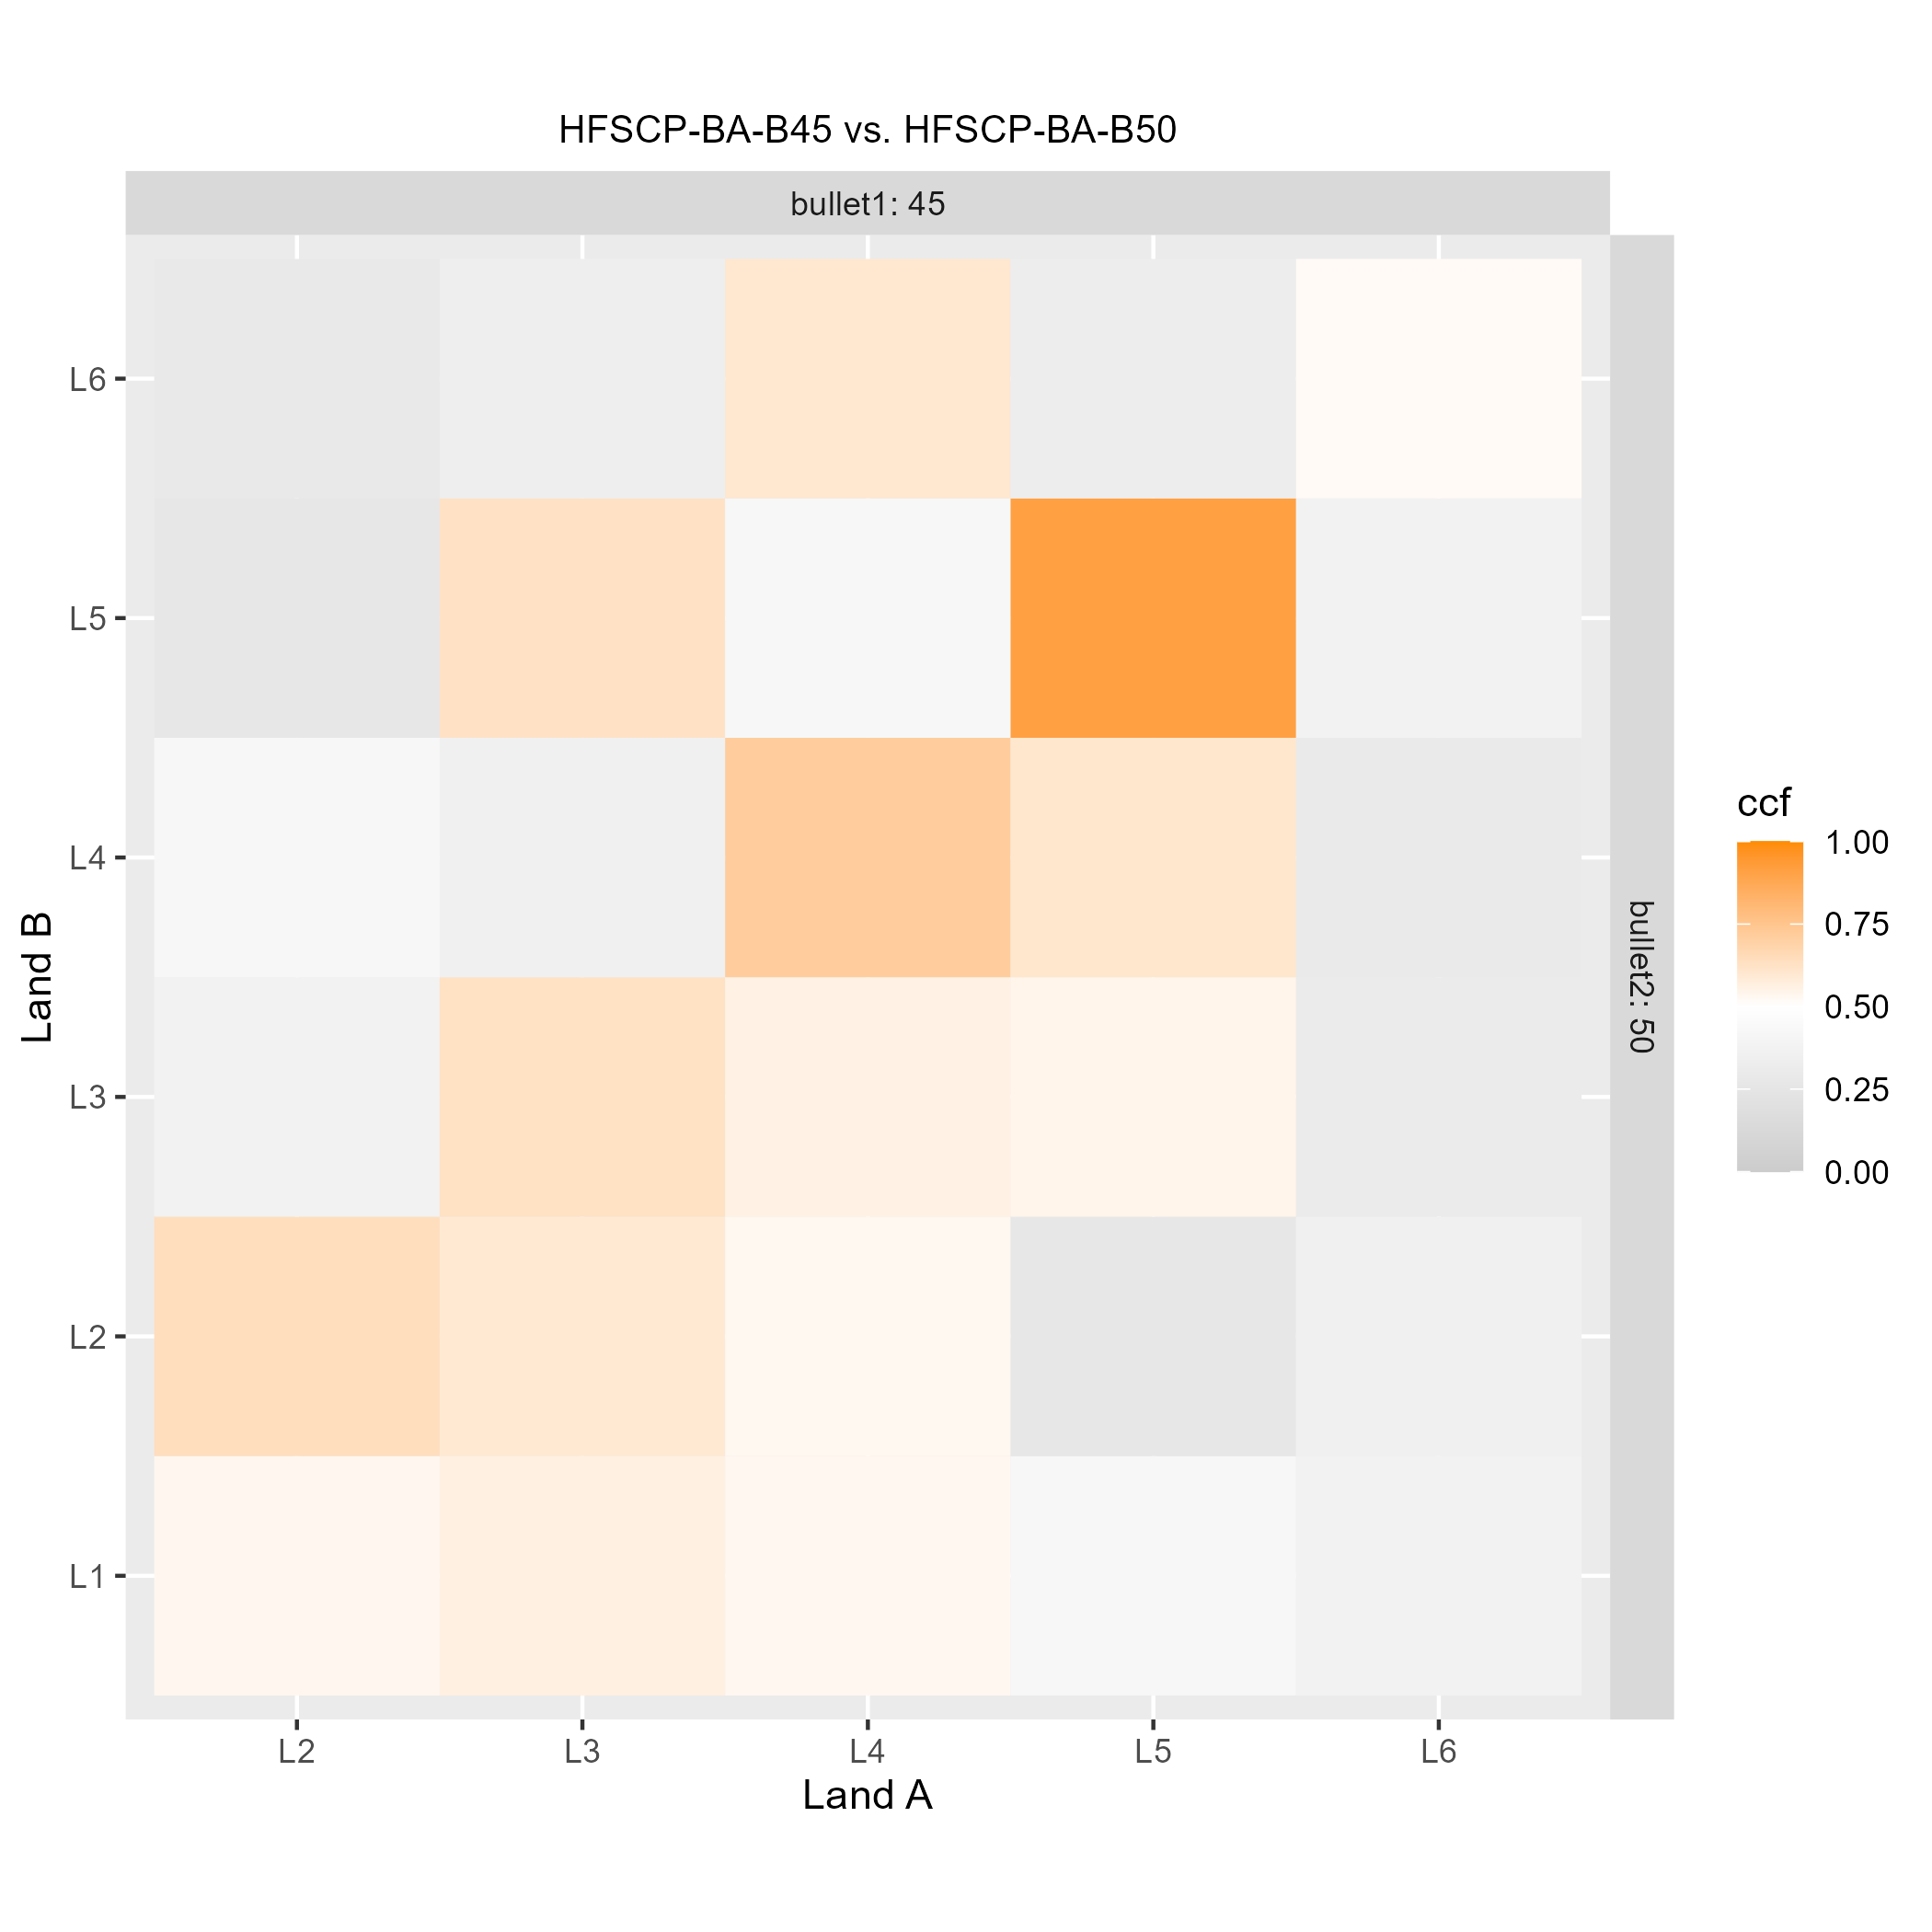 HFSCP-BA-B45 vs. HFSCP-BA-B50
bullet1: 45
L6
L5
L4
L3
L2
L1
Land B
L2 L3 L4 L5 L6
Land A
bullet2: 50
ccf
1.00
0.75
0.50
0.25
0.00